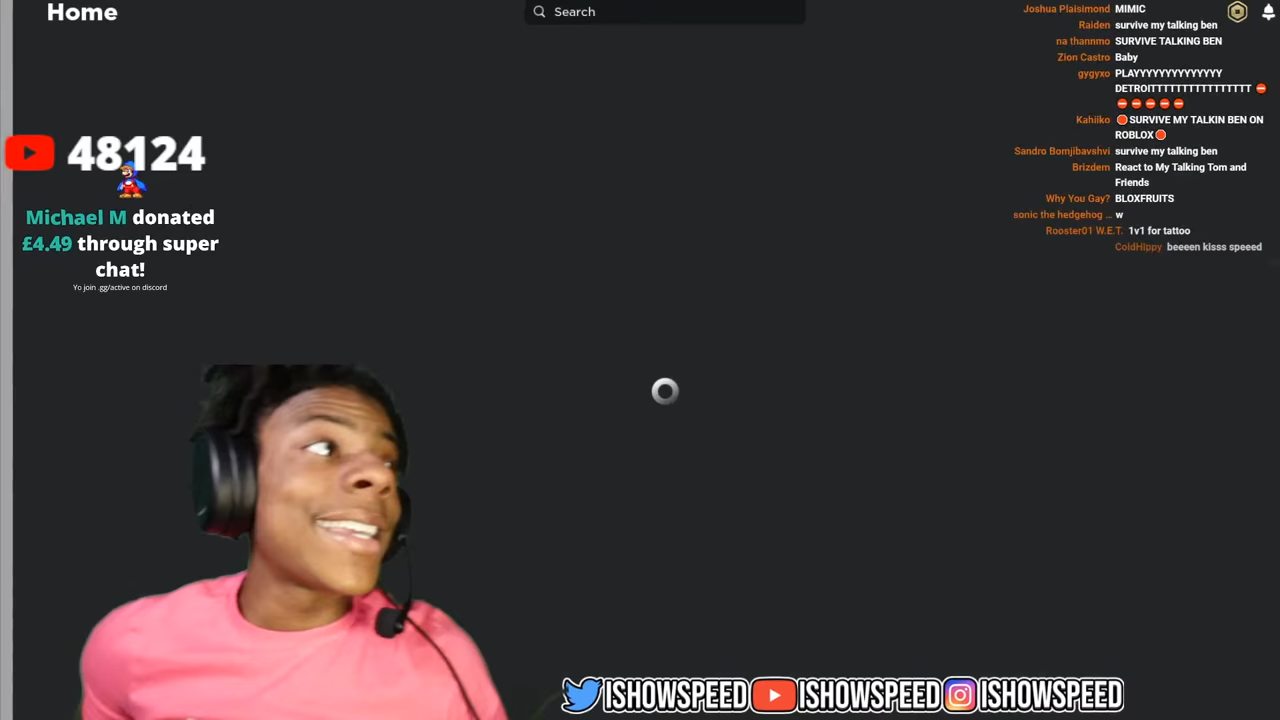 Home
Search
48124
Michael M donated
£4.49 through super
chat!
Yo join .gg/active on discord
Joshua Plaisimond MIMIC
Raiden survive my talking ben
na thannmo SURVIVE TALKING BEN
Zion Castro Baby
gygyxo PLAYYYYYYYYYYYYY
DETROITTTTTTTTTTTTTTTT ⛔
⛔⛔⛔⛔⛔
Kahiiko 🛑SURVIVE MY TALKIN BEN ON
ROBLOX🛑
Sandro Bomjibavshvi survive my talking ben
Brizdem React to My Talking Tom and
Friends
Why You Gay? BLOXFRUITS
sonic the hedgehog ... w
Rooster01 W.E.T. 1v1 for tattoo
ColdHippy beeeen kisss speeed
ISHOWSPEED ISHOWSPEED ISHOWSPEED